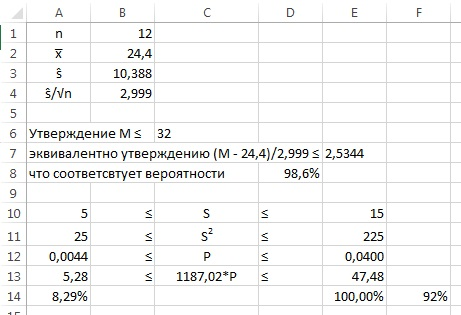 A B C D E F
1 n 12
2 x̅ 24,4
3 ŝ 10,388
4 ŝ/√n 2,999
5
6 Утверждение M ≤ 32
7 эквивалентно утверждению (M - 24,4)/2,999 ≤ 2,5344
8 что соответсвтует вероятности 98,6%
9
10 5 ≤ S ≤ 15
11 25 ≤ S² ≤ 225
12 0,0044 ≤ P ≤ 0,0400
13 5,28 ≤ 1187,02*P ≤ 47,48
14 8,29% 100,00% 92%